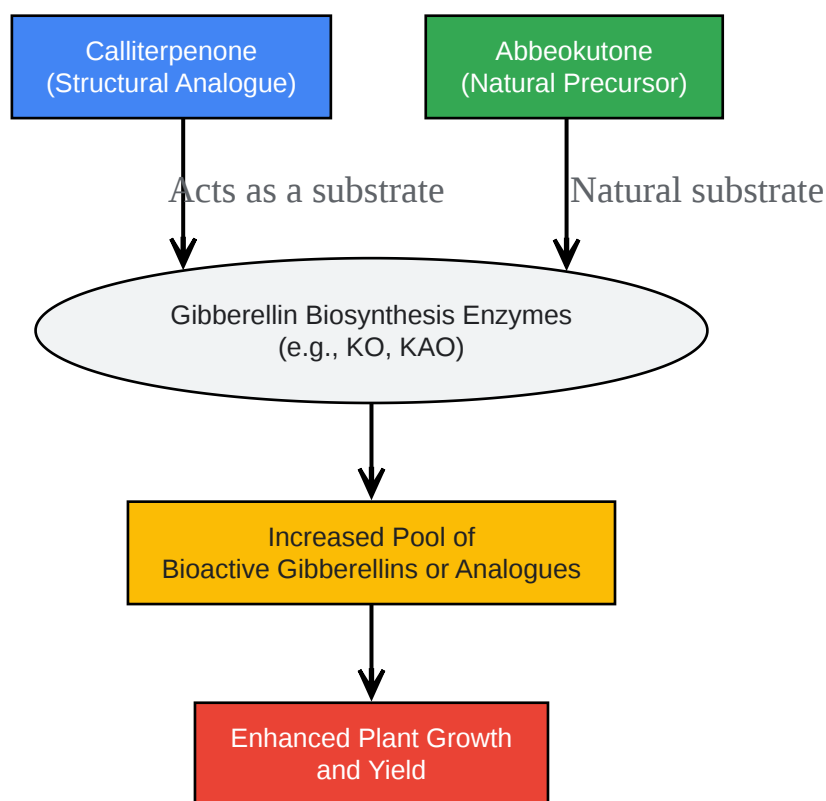 Calliterpenone
(Structural Analogue)
Abbeokutone
(Natural Precursor)
Acts as a substrate
Natural substrate
Gibberellin Biosynthesis Enzymes
(e.g., KO, KAO)
Increased Pool of
Bioactive Gibberellins or Analogues
Enhanced Plant Growth
and Yield